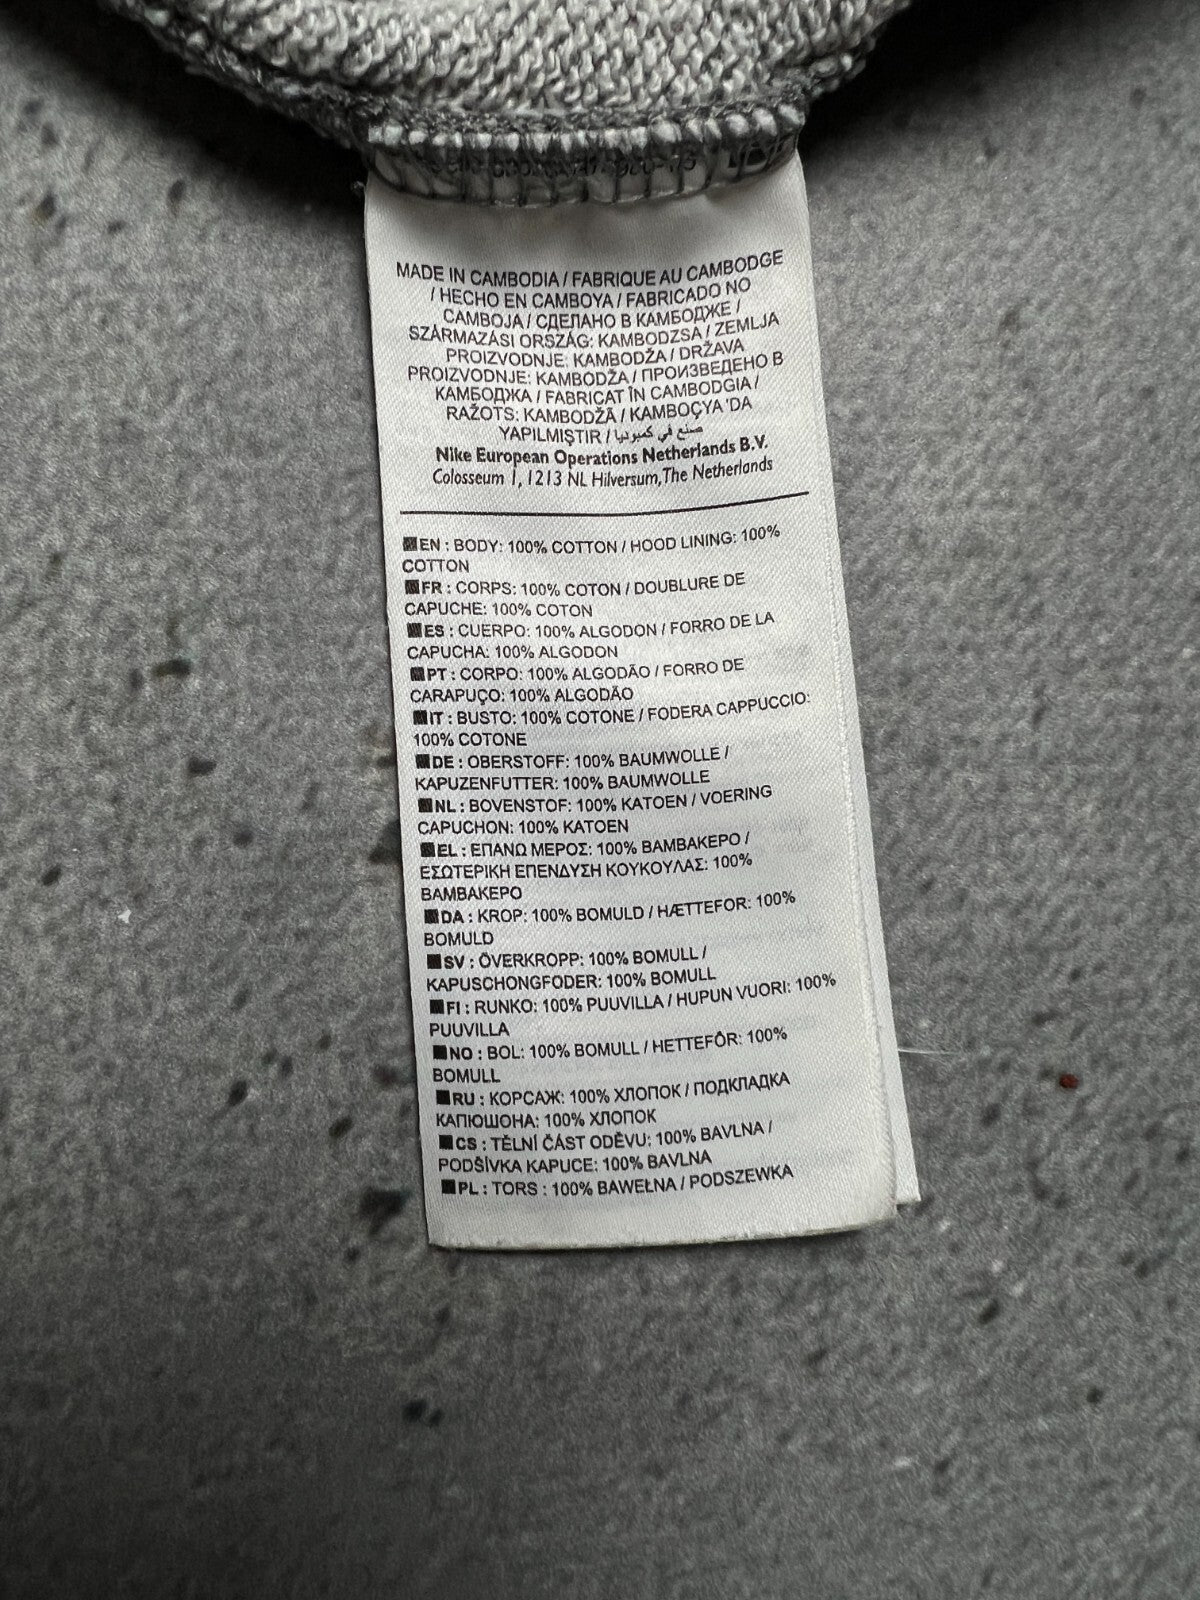 MADE IN CAMBODIA / FABRIQUE AU CAMBODGE
/ HECHO EN CAMBOYA / FABRICADO NO
CAMBOJA / СДЕЛАНО В КАМБОДЖЕ /
SZÁRMAZÁSI ORSZÁG: KAMBODZSA / ZEMLJA
PROIZVODNJE: KAMBODŽA / DRŽAVA
PROIZVODNJE: KAMBODŽA / ПРОИЗВЕДЕНО В
КАМБОДЖА / FABRICAT ÎN CAMBODGIA /
RAŽOTS: KAMBODŽĀ / KAMBOÇYA 'DA
YAPILMIŞTIR / صنع في كمبوديا
Nike European Operations Netherlands B.V.
Colosseum 1, 1213 NL Hilversum, The Netherlands
EN : BODY: 100% COTTON / HOOD LINING: 100%
COTTON
FR : CORPS: 100% COTON / DOUBLURE DE
CAPUCHE: 100% COTON
ES : CUERPO: 100% ALGODON / FORRO DE LA
CAPUCHA: 100% ALGODON
PT : CORPO: 100% ALGODÃO / FORRO DE
CARAPUÇO: 100% ALGODÃO
IT : BUSTO: 100% COTONE / FODERA CAPPUCCIO:
100% COTONE
DE : OBERSTOFF: 100% BAUMWOLLE /
KAPUZENFUTTER: 100% BAUMWOLLE
NL : BOVENSTOF: 100% KATOEN / VOERING
CAPUCHON: 100% KATOEN
EL : ΕΠΑΝΩ ΜΕΡΟΣ: 100% ΒΑΜΒΑΚΕΡΟ /
ΕΣΩΤΕΡΙΚΗ ΕΠΕΝΔΥΣΗ ΚΟΥΚΟΥΛΑΣ: 100%
ΒΑΜΒΑΚΕΡΟ
DA : KROP: 100% BOMULD / HÆTTEFOR: 100%
BOMULD
SV : ÖVERKROPP: 100% BOMULL /
KAPUSCHONGFODER: 100% BOMULL
FI : RUNKO: 100% PUUVILLA / HUPUN VUORI: 100%
PUUVILLA
NO : BOL: 100% BOMULL / HETTEFÔR: 100%
BOMULL
RU : КОРСАЖ: 100% ХЛОПОК / ПОДКЛАДКА
КАПЮШОНА: 100% ХЛОПОК
CS : TĚLNÍ ČÁST ODĚVU: 100% BAVLNA /
PODŠÍVKA KAPUCE: 100% BAVLNA
PL : TORS : 100% BAWEŁNA / PODSZEWKA